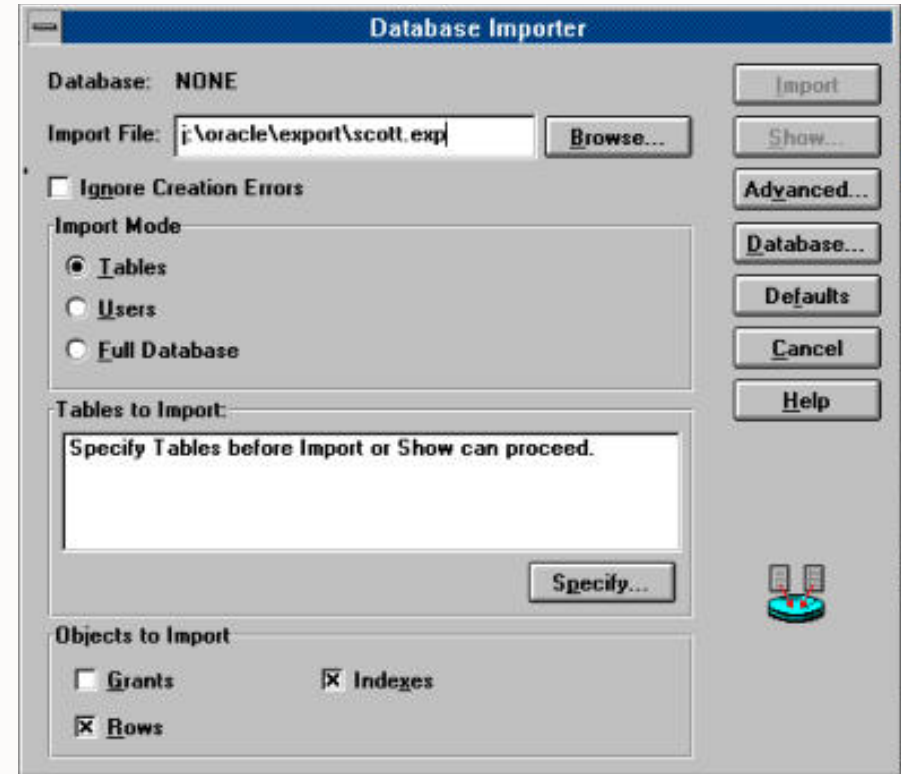 Database Importer
Database: NONE
Import
Import File: j:\oracle\export\scott.exp Browse...
Show...
Ignore Creation Errors
Advanced...
Import Mode
Database...
Tables
Defaults
Users
Full Database
Cancel
Help
Tables to Import:
Specify Tables before Import or Show can proceed.
Specify...
Objects to Import
Grants Indexes
Rows